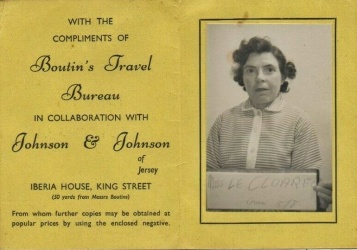 WITH THE
COMPLIMENTS OF
Boutin's Travel
Bureau
IN COLLABORATION WITH
Johnson & Johnson
of
Jersey
IBERIA HOUSE, KING STREET
(50 yards from Messrs Boutins)
From whom further copies may be obtained at
popular prices by using the enclosed negative.
LE